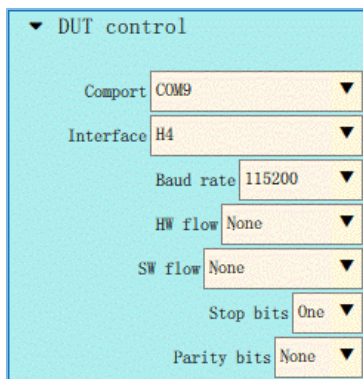 DUT control
Comport COM9
Interface H4
Baud rate 115200
HW flow None
SW flow None
Stop bits One
Parity bits None